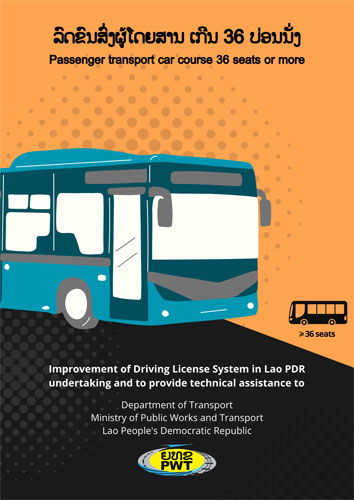 ລົດຂົນສົ່ງຜູ້ໂດຍສານ ເກີນ 36 ບ່ອນນັ່ງ
Passenger transport car course 36 seats or more
⩾36 seats
Improvement of Driving License System in Lao PDR
undertaking and to provide technical assistance to
Department of Transport
Ministry of Public Works and Transport
Lao People's Democratic Republic
ຍທຂ
PWT